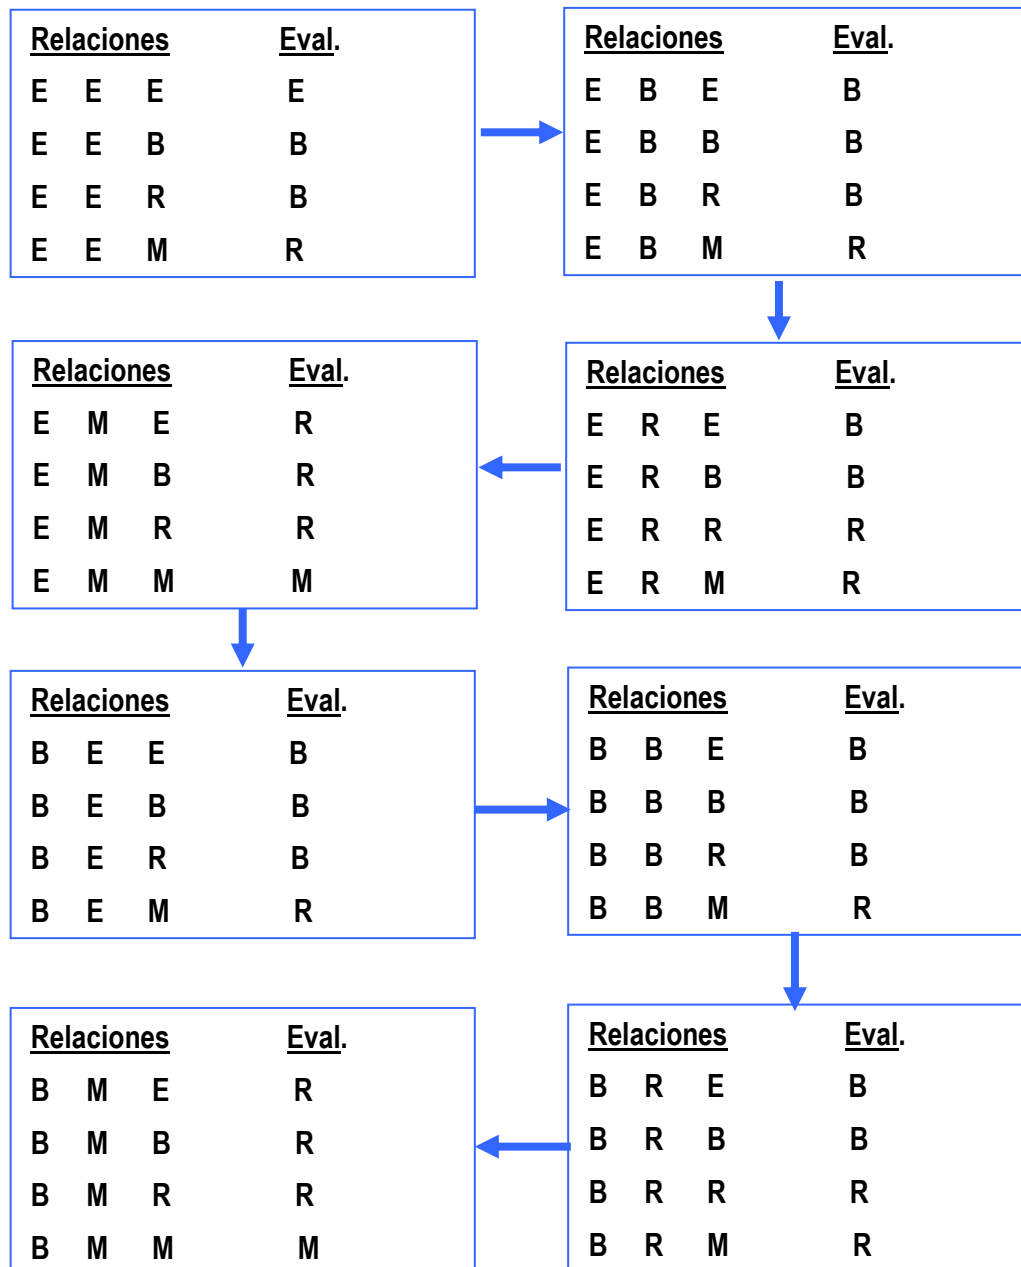 Relaciones Eval.
E E E E
E E B B
E E R B
E E M R
Relaciones Eval.
E B E B
E B B B
E B R B
E B M R
Relaciones Eval.
E R E B
E R B B
E R R R
E R M R
Relaciones Eval.
E M E R
E M B R
E M R R
E M M M
Relaciones Eval.
B E E B
B E B B
B E R B
B E M R
Relaciones Eval.
B B E B
B B B B
B B R B
B B M R
Relaciones Eval.
B R E B
B R B B
B R R R
B R M R
Relaciones Eval.
B M E R
B M B R
B M R R
B M M M